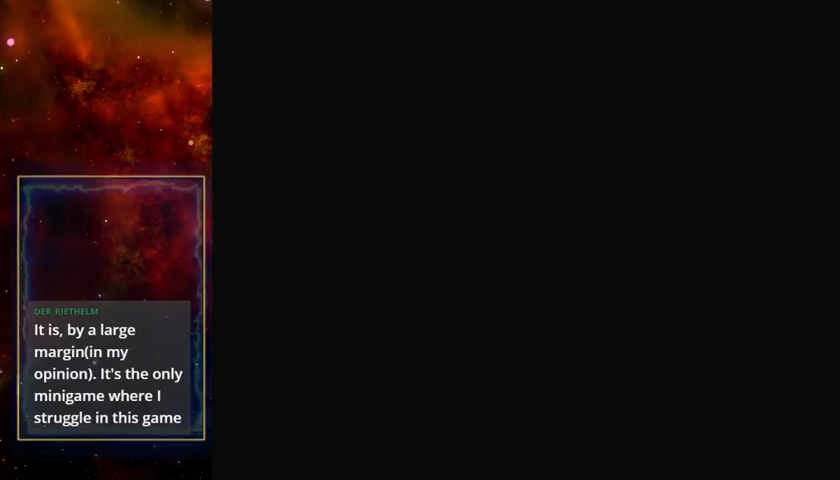 DER_RIETHELM
It is, by a large
margin(in my
opinion). It's the only
minigame where I
struggle in this game